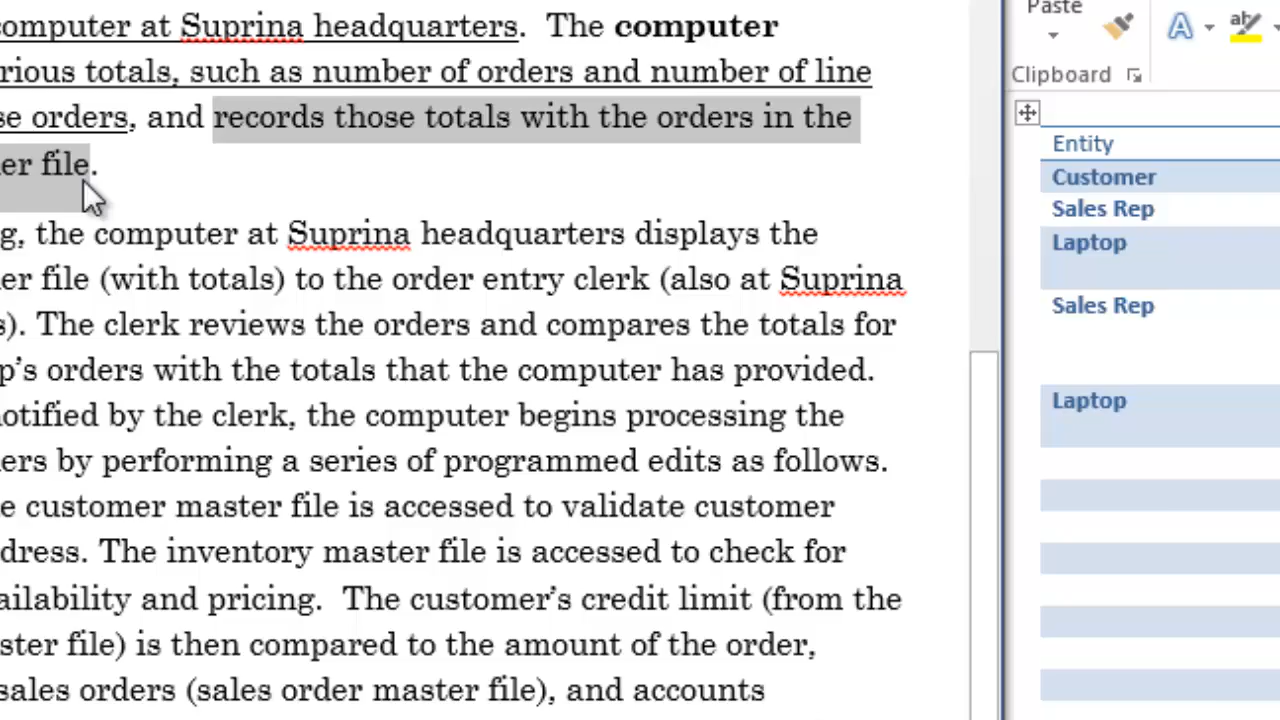 computer at Suprina headquarters. The computer
rious totals, such as number of orders and number of line
se orders, and records those totals with the orders in the
er file.
g, the computer at Suprina headquarters displays the
er file (with totals) to the order entry clerk (also at Suprina
s). The clerk reviews the orders and compares the totals for
p's orders with the totals that the computer has provided.
notified by the clerk, the computer begins processing the
ers by performing a series of programmed edits as follows.
e customer master file is accessed to validate customer
dress. The inventory master file is accessed to check for
ailability and pricing. The customer's credit limit (from the
ster file) is then compared to the amount of the order,
sales orders (sales order master file), and accounts
Paste
A
ab
Clipboard
Entity
Customer
Sales Rep
Laptop
Sales Rep
Laptop